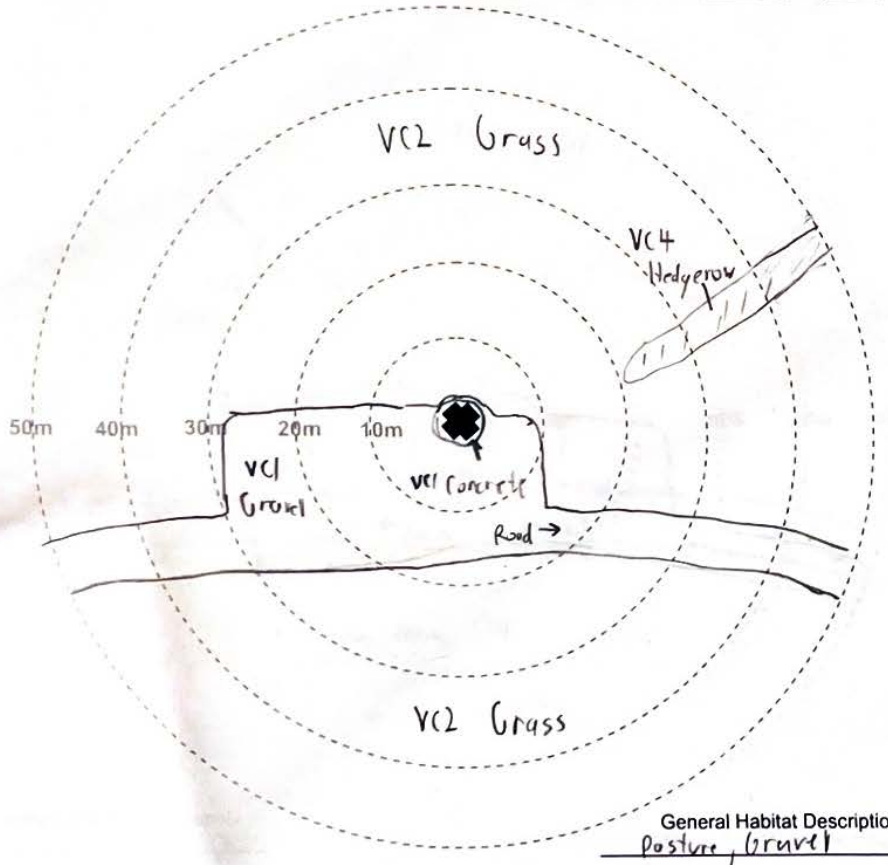 VC2 Grass
VC4
Hedgerow
50m 40m 30m 20m 10m
VC1
Gravel
VC1 Concrete
Road →
VC2 Grass
General Habitat Descriptio
Pasture, Gravel